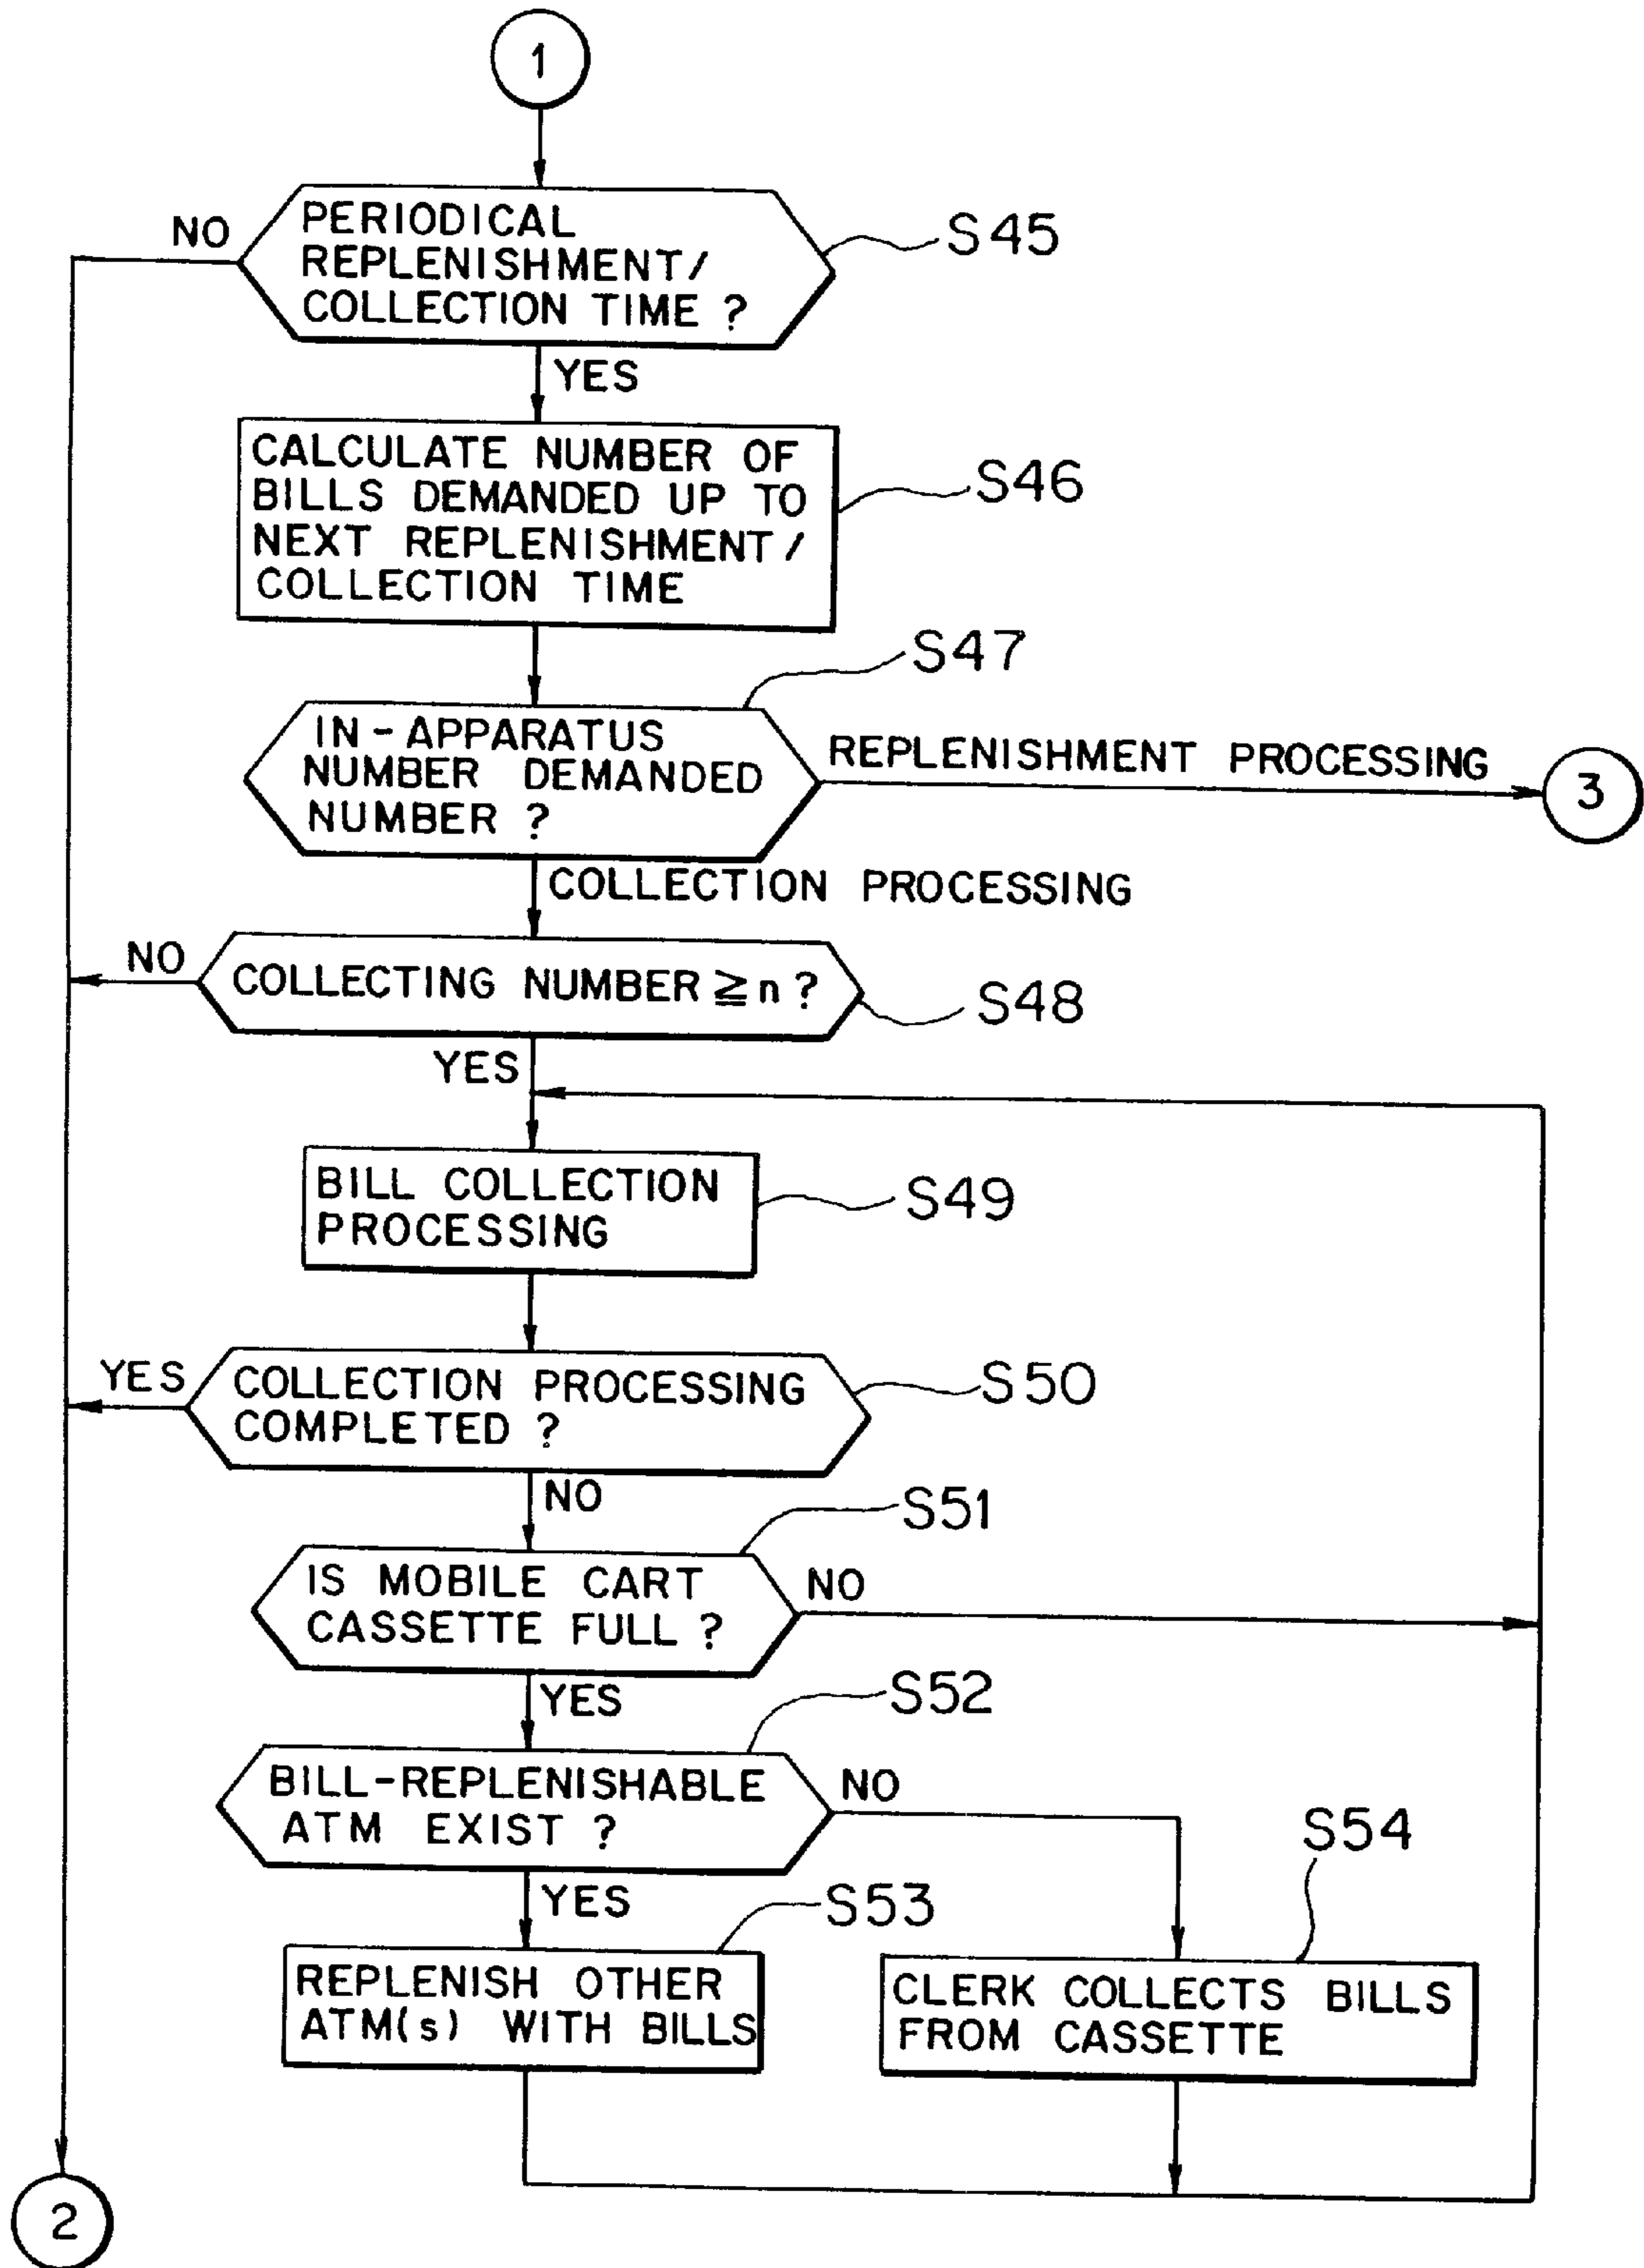 1
PERIODICAL
REPLENISHMENT/
COLLECTION TIME ?
NO
S45
YES
CALCULATE NUMBER OF
BILLS DEMANDED UP TO
NEXT REPLENISHMENT/
COLLECTION TIME
S46
S47
IN-APPARATUS
NUMBER DEMANDED
NUMBER ?
REPLENISHMENT PROCESSING
3
COLLECTION PROCESSING
NO
COLLECTING NUMBER ≧ n ?
S48
YES
BILL COLLECTION
PROCESSING
S49
YES
COLLECTION PROCESSING
COMPLETED ?
S50
NO
S51
IS MOBILE CART
CASSETTE FULL ?
NO
YES
S52
BILL-REPLENISHABLE
ATM EXIST ?
NO
S54
YES
S53
REPLENISH OTHER
ATM(s) WITH BILLS
CLERK COLLECTS BILLS
FROM CASSETTE
2